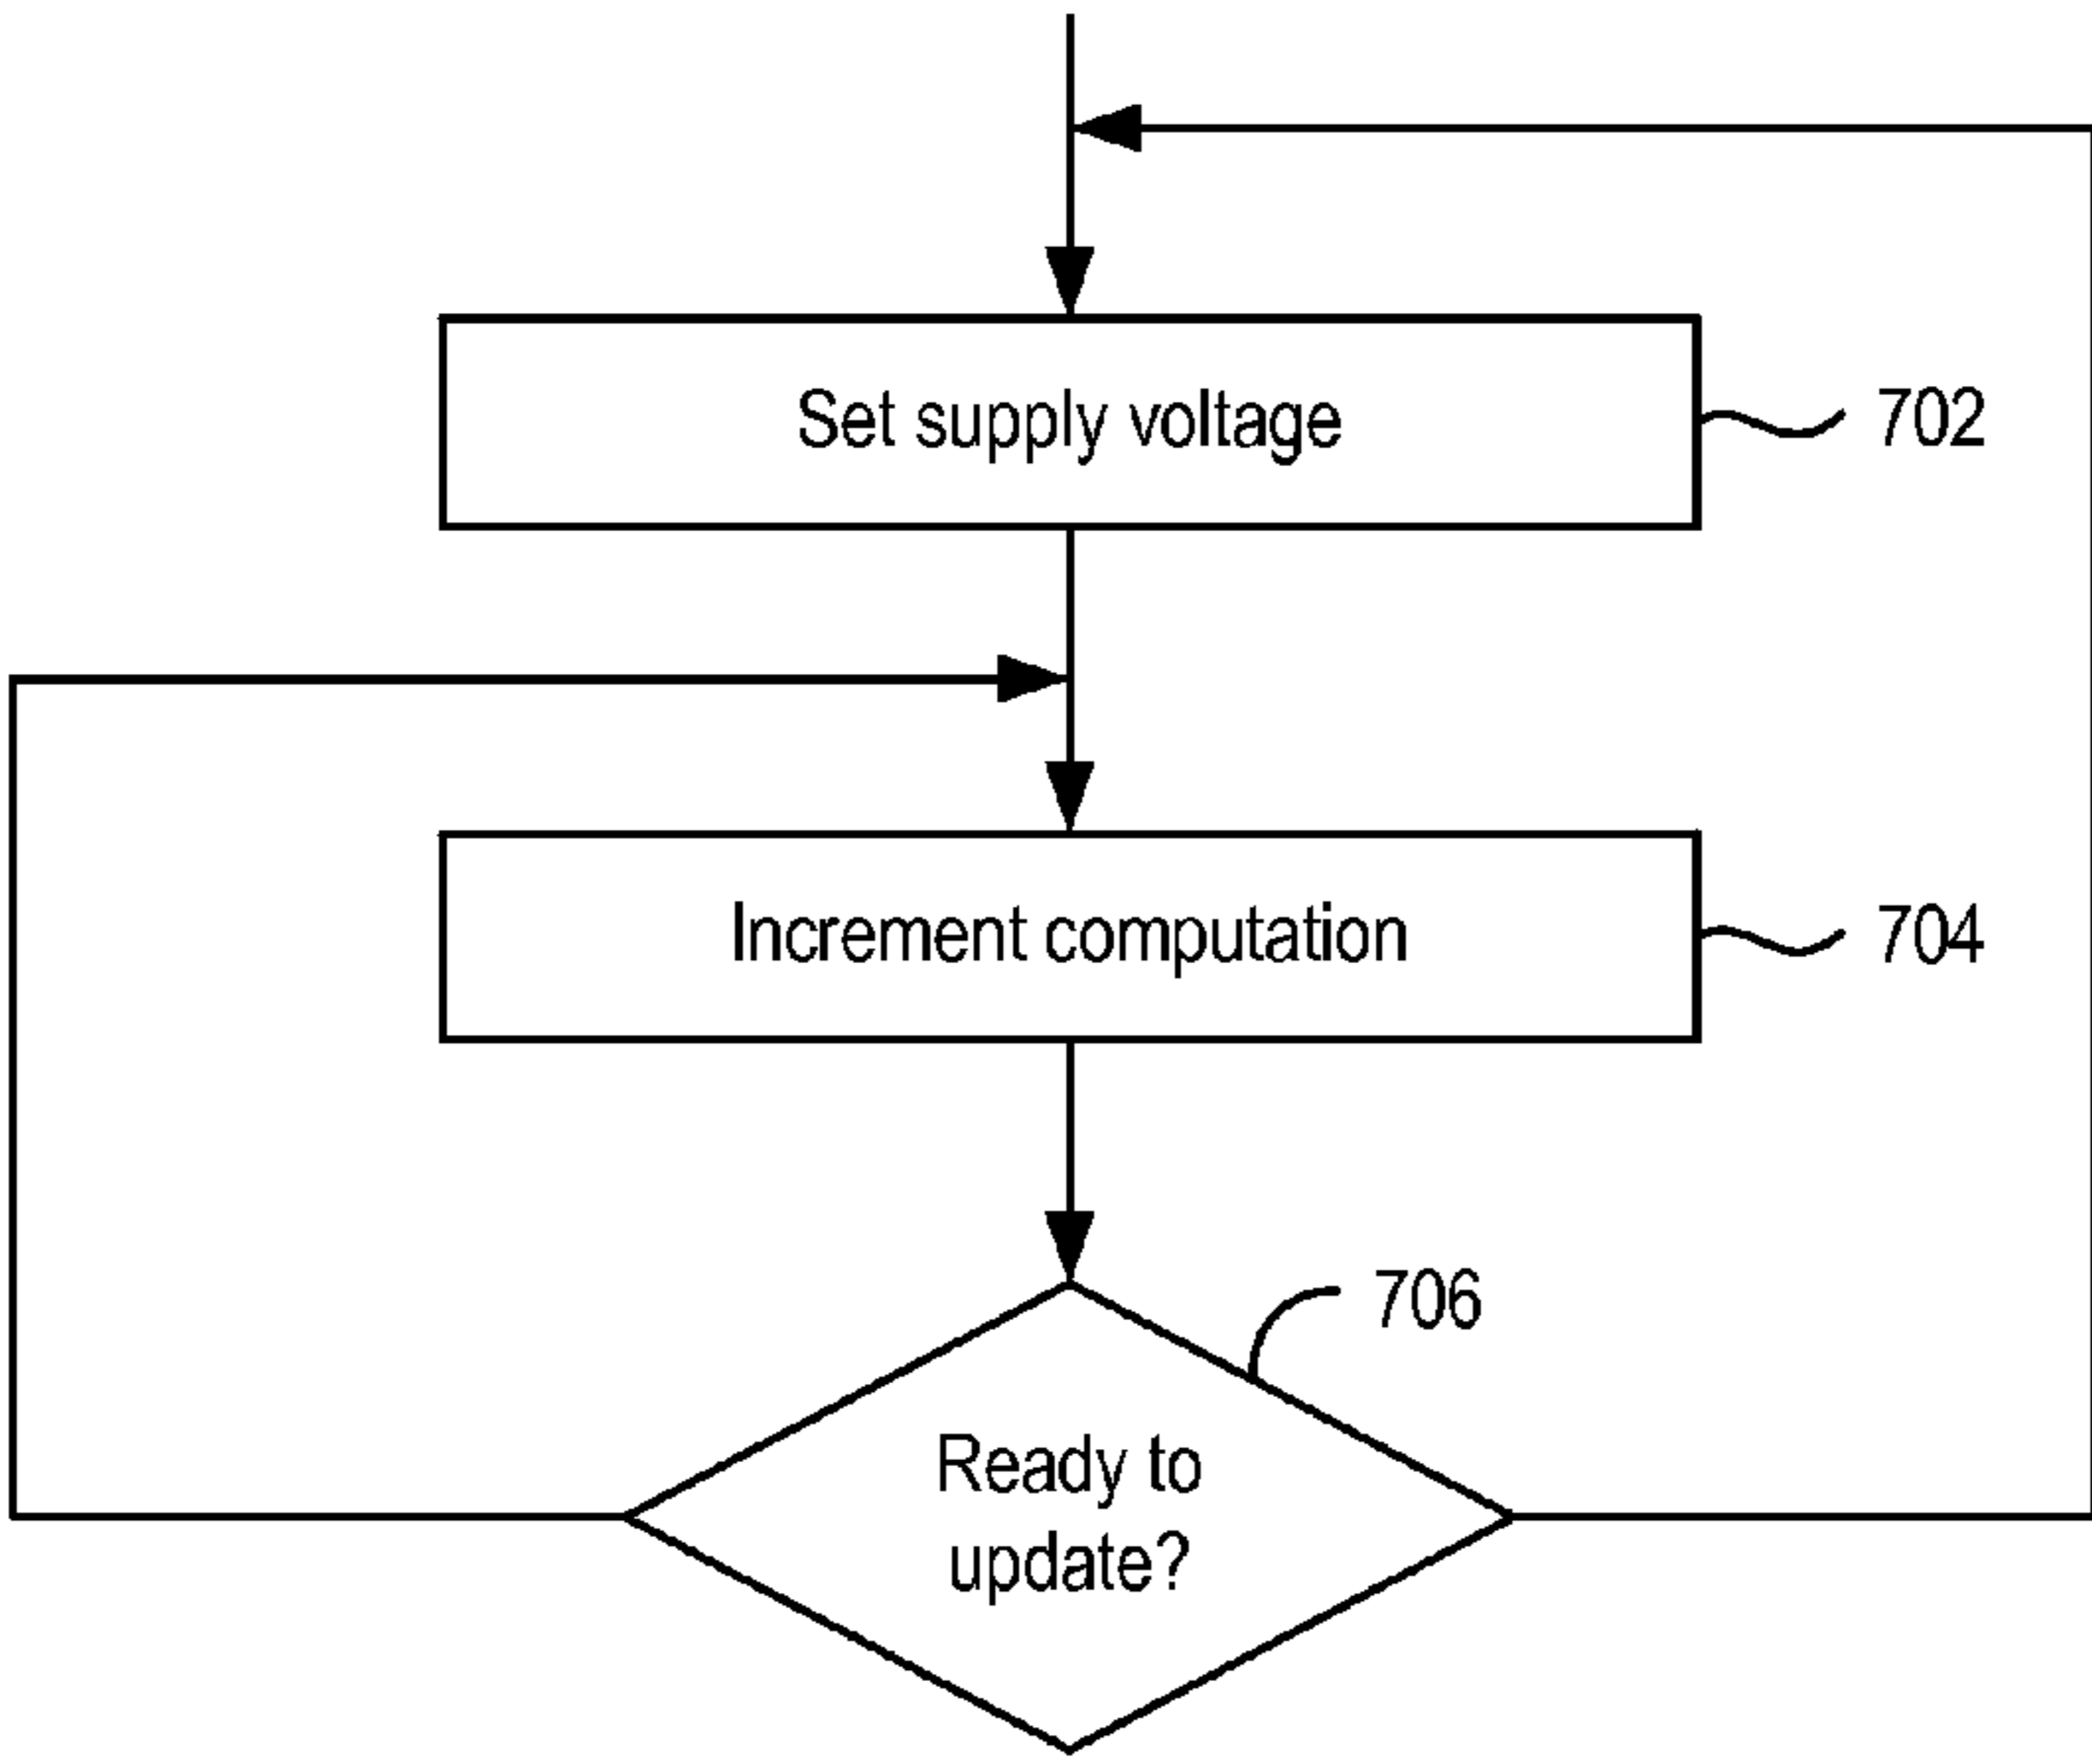 Set supply voltage
702
Increment computation
704
706
Ready to
update?